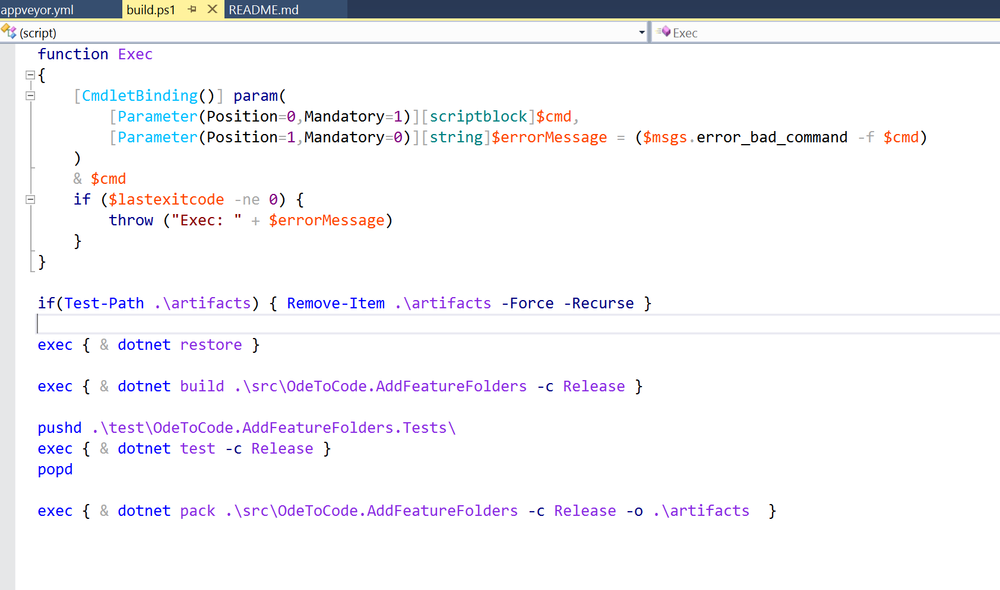 appveyor.yml build.ps1 README.md
(script) Exec
function Exec
{
    [CmdletBinding()] param(
        [Parameter(Position=0,Mandatory=1)][scriptblock]$cmd,
        [Parameter(Position=1,Mandatory=0)][string]$errorMessage = ($msgs.error_bad_command -f $cmd)
    )
    & $cmd
    if ($lastexitcode -ne 0) {
        throw ("Exec: " + $errorMessage)
    }
}
if(Test-Path .\artifacts) { Remove-Item .\artifacts -Force -Recurse }
exec { & dotnet restore }
exec { & dotnet build .\src\OdeToCode.AddFeatureFolders -c Release }
pushd .\test\OdeToCode.AddFeatureFolders.Tests\
exec { & dotnet test -c Release }
popd
exec { & dotnet pack .\src\OdeToCode.AddFeatureFolders -c Release -o .\artifacts  }